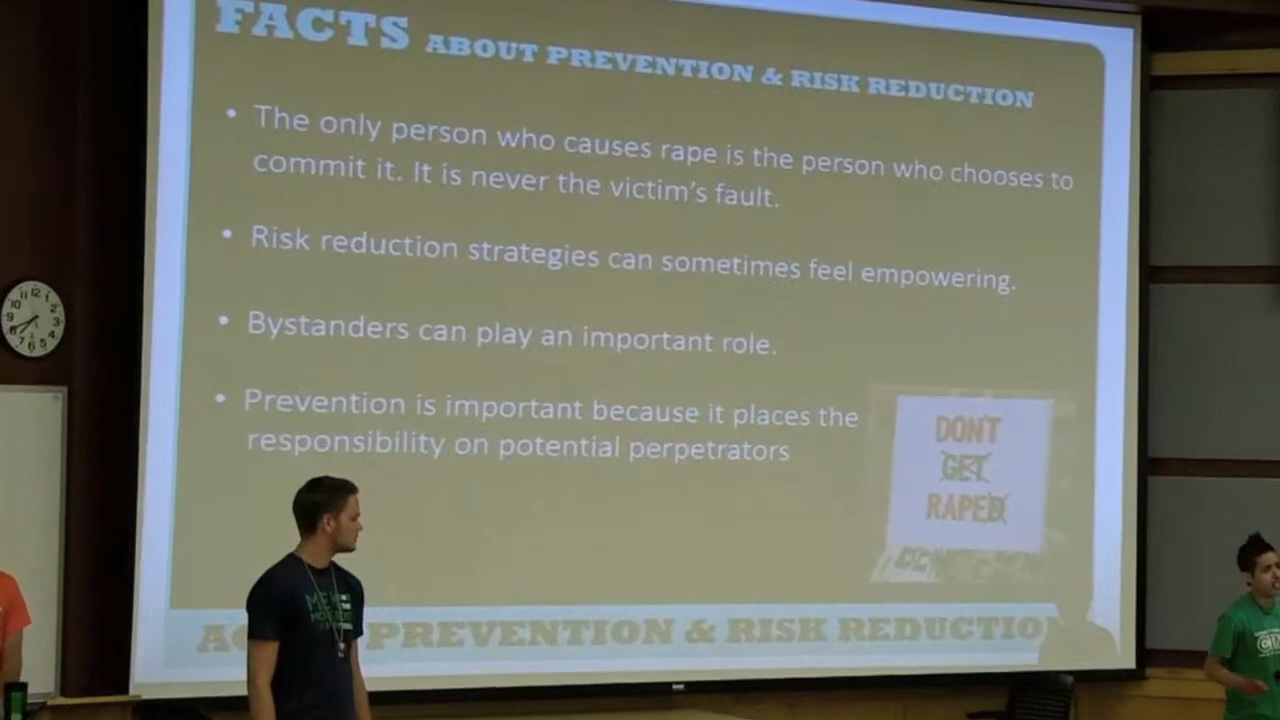 FACTS ABOUT PREVENTION & RISK REDUCTION
• The only person who causes rape is the person who chooses to
commit it. It is never the victim's fault.
• Risk reduction strategies can sometimes feel empowering.
• Bystanders can play an important role.
• Prevention is important because it places the
responsibility on potential perpetrators
DON'T
GET
RAPED
PREVENTION & RISK REDUCTIO